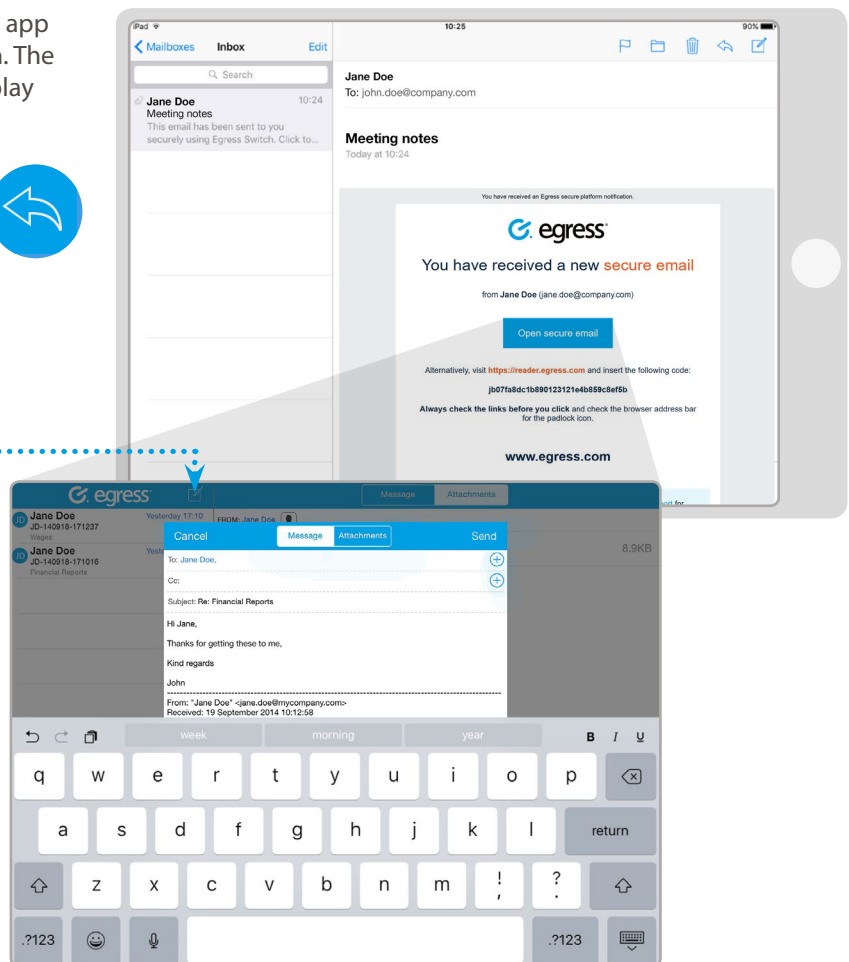 app
. The
lay
iPad
10:25
90%
Mailboxes
Inbox
Edit
Search
Jane Doe
10:24
Meeting notes
This email has been sent to you
securely using Egress Switch. Click to...
Jane Doe
To: john.doe@company.com
Meeting notes
Today at 10:24
You have received an Egress secure platform notification.
egress
You have received a new secure email
from Jane Doe (jane.doe@company.com)
Open secure email
Alternatively, visit https://reader.egress.com and insert the following code:
jb07fa8dc1b890123121e4b859c8ef5b
Always check the links before you click and check the browser address bar
for the padlock icon.
www.egress.com
for
egress
Message
Attachments
JD
Jane Doe
Yesterday 17:10
JD-140918-171237
Wages
FROM: Jane Doe
JD
Jane Doe
JD-140918-171016
Financial Reports
8.9KB
Cancel
Message
Attachments
Send
To: Jane Doe,
Cc:
Subject: Re: Financial Reports
Hi Jane,
Thanks for getting these to me,
Kind regards
John
From: "Jane Doe" <jane.doe@mycompany.com>
Received: 19 September 2014 10:12:58
week
morning
year
B I U
q w e r t y u i o p
a s d f g h j k l return
z x c v b n m ! , ? .
.?123 .?123